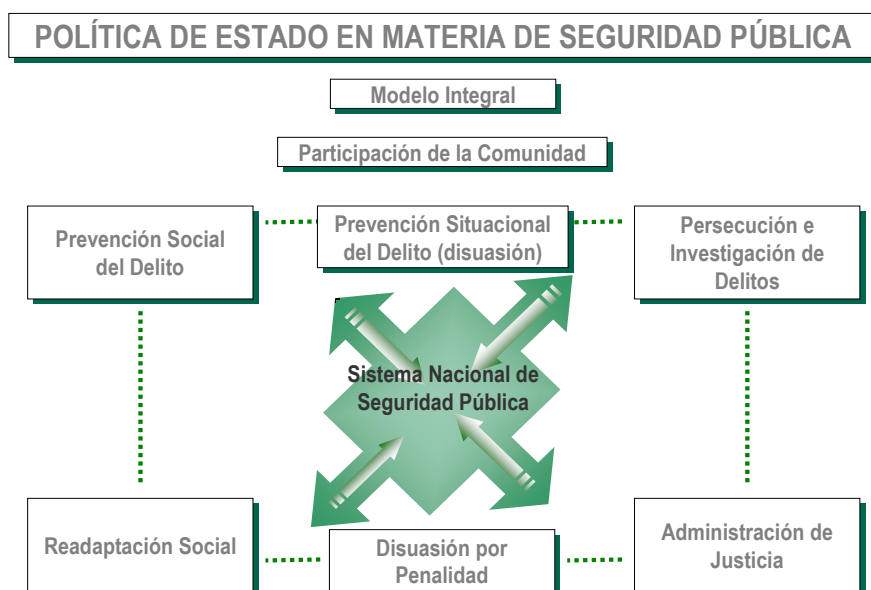 POLÍTICA DE ESTADO EN MATERIA DE SEGURIDAD PÚBLICA
Modelo Integral
Participación de la Comunidad
Prevención Social
del Delito
Prevención Situacional
del Delito (disuasión)
Persecución e
Investigación de
Delitos
Sistema Nacional de
Seguridad Pública
Readaptación Social
Disuasión por
Penalidad
Administración de
Justicia